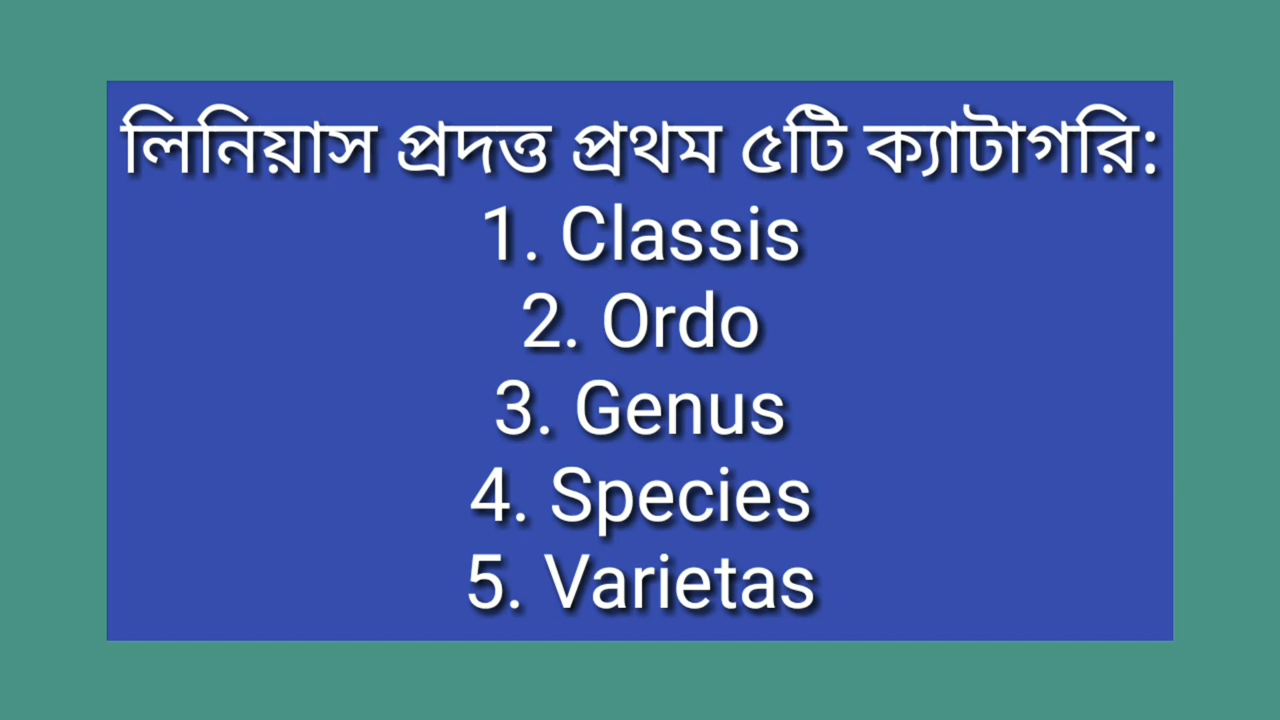 লিনিয়াস প্রদত্ত প্রথম ৫টি ক্যাটাগরি:
1. Classis
2. Ordo
3. Genus
4. Species
5. Varietas